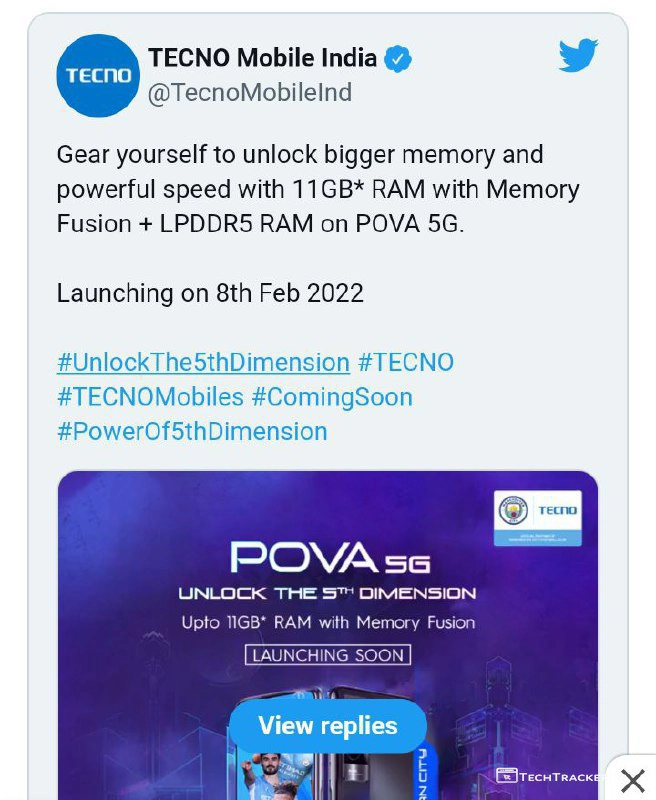 TECNO
TECNO Mobile India
@TecnoMobileInd
Gear yourself to unlock bigger memory and
powerful speed with 11GB* RAM with Memory
Fusion + LPDDR5 RAM on POVA 5G.
Launching on 8th Feb 2022
#UnlockThe5thDimension #TECNO
#TECNOMobiles #ComingSoon
#PowerOf5thDimension
TECNO
POVA 5G
UNLOCK THE 5TH DIMENSION
Upto 11GB* RAM with Memory Fusion
LAUNCHING SOON
View replies
AN CITY
TECHTRACKE